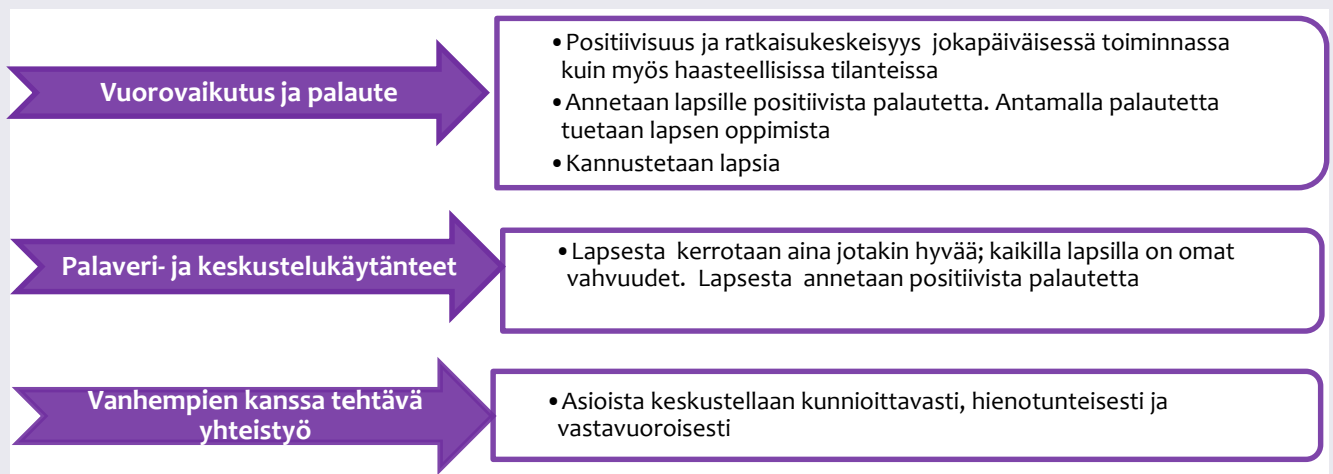 Vuorovaikutus ja palaute
•Positiivisuus ja ratkaisukeskeisyys jokapäiväisessä toiminnassa
kuin myös haasteellisissa tilanteissa
•Annetaan lapsille positiivista palautetta. Antamalla palautetta
tuetaan lapsen oppimista
•Kannustetaan lapsia
Palaveri- ja keskustelukäytänteet
•Lapsesta kerrotaan aina jotakin hyvää; kaikilla lapsilla on omat
vahvuudet. Lapsesta annetaan positiivista palautetta
Vanhempien kanssa tehtävä
yhteistyö
•Asioista keskustellaan kunnioittavasti, hienotunteisesti ja
vastavuoroisesti